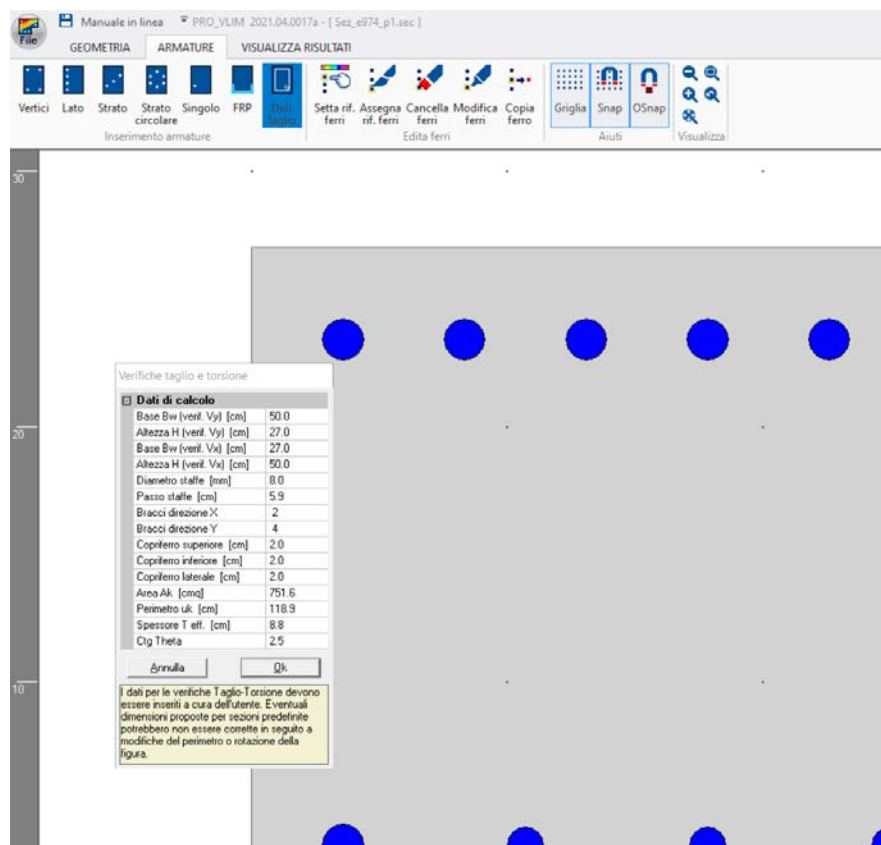 Manuale in linea PRO_VLIM 2021.04.0017a - [ Sez_e974_p1.sec ]
File
GEOMETRIA ARMATURE VISUALIZZA RISULTATI
Vertici Lato Strato Strato circolare Singolo FRP Dati taglio Setta rif. ferri Assegna rif. ferri Cancella ferri Modifica ferri Copia ferro Griglia Snap OSnap
Inserimento armature Edita ferri Aiuti Visualizza
30
20
10
Verifiche taglio e torsione
Dati di calcolo
Base Bw (verif. Vy) [cm] 50.0
Altezza H (verif. Vy) [cm] 27.0
Base Bw (verif. Vx) [cm] 27.0
Altezza H (verif. Vx) [cm] 50.0
Diametro staffe [mm] 8.0
Passo staffe [cm] 5.9
Bracci direzione X 2
Bracci direzione Y 4
Copriferro superiore [cm] 2.0
Copriferro inferiore [cm] 2.0
Copriferro laterale [cm] 2.0
Area Ak [cmq] 751.6
Perimetro uk [cm] 118.9
Spessore T eff. [cm] 8.8
Ctg Theta 2.5
Annulla Ok
I dati per le verifiche Taglio-Torsione devono
essere inseriti a cura dell'utente. Eventuali
dimensioni proposte per sezioni predefinite
potrebbero non essere corrette in seguito a
modifiche del perimetro o rotazione della
figura.